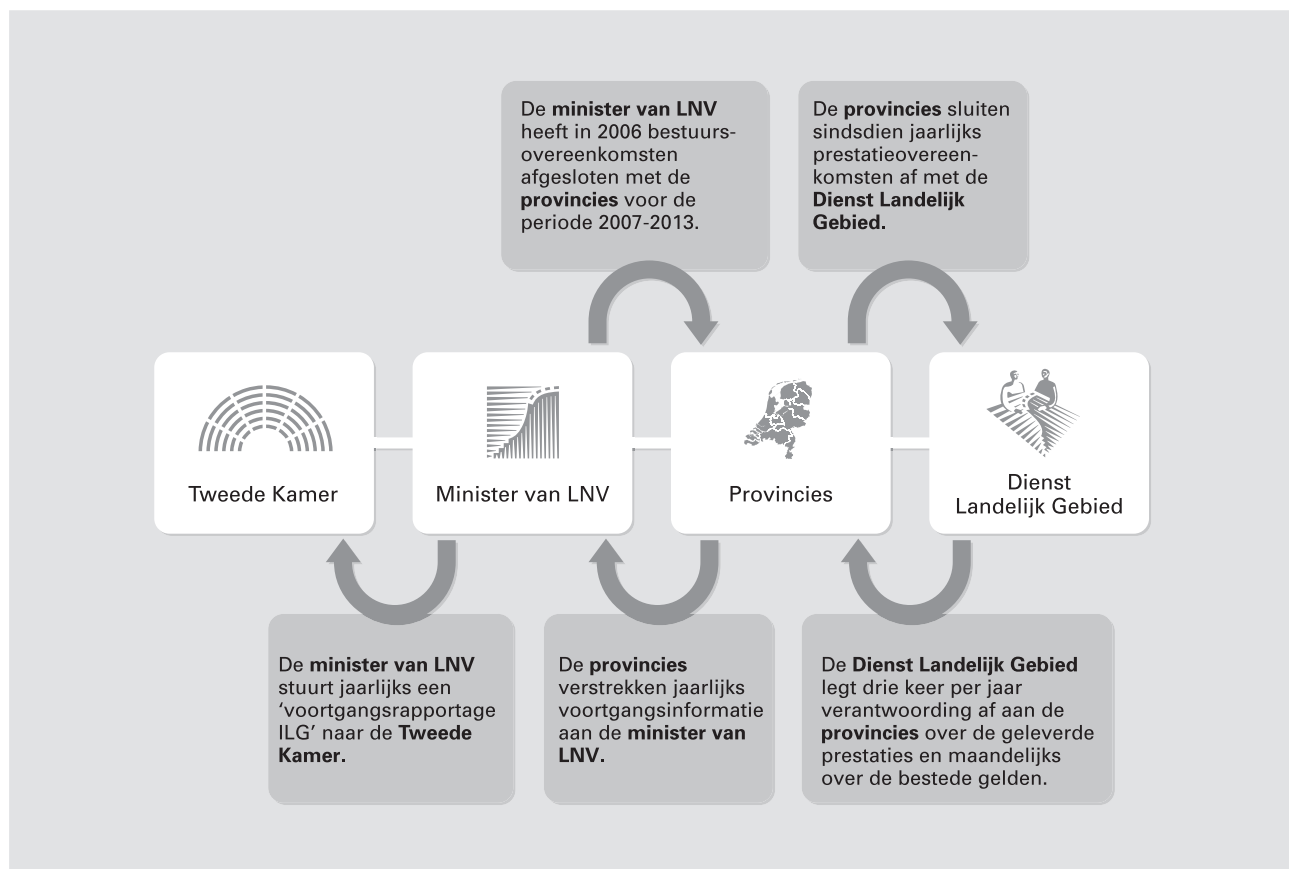 De minister van LNV
heeft in 2006 bestuurs-
overeenkomsten
afgesloten met de
provincies voor de
periode 2007-2013.
De provincies sluiten
sindsdien jaarlijks
prestatieovereen-
komsten af met de
Dienst Landelijk
Gebied.
Tweede Kamer
Minister van LNV
Provincies
Dienst
Landelijk Gebied
De minister van LNV
stuurt jaarlijks een
‘voortgangsrapportage
ILG’ naar de Tweede
Kamer.
De provincies
verstrekken jaarlijks
voortgangsinformatie
aan de minister van
LNV.
De Dienst Landelijk Gebied
legt drie keer per jaar
verantwoording af aan de
provincies over de geleverde
prestaties en maandelijks
over de bestede gelden.